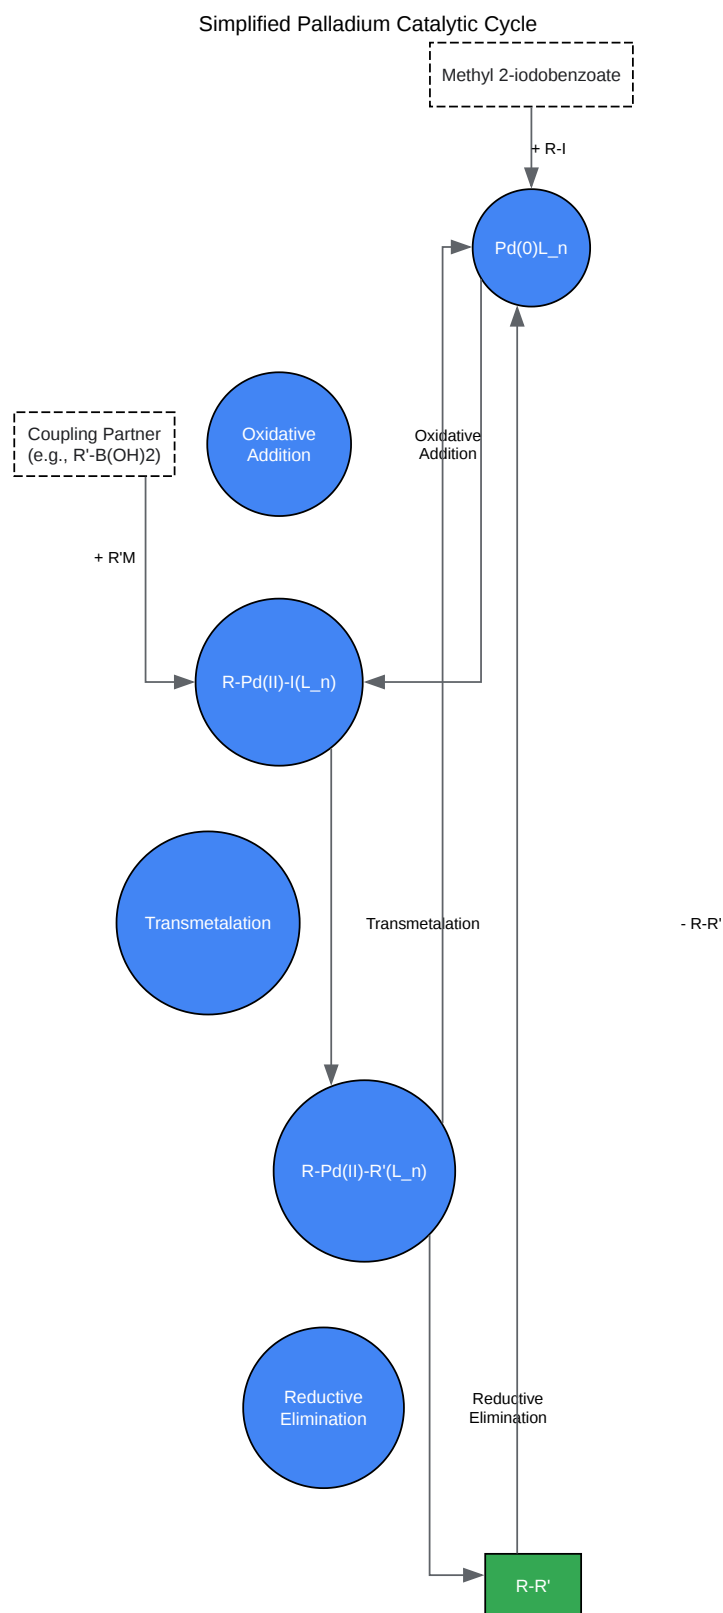 Simplified Palladium Catalytic Cycle
Methyl 2-iodobenzoate
+ R-I
Pd(0)L_n
Oxidative
Addition
Oxidative
Addition
Coupling Partner
(e.g., R'-B(OH)2)
+ R'M
R-Pd(II)-I(L_n)
Transmetalation
Transmetalation
- R-R'
R-Pd(II)-R'(L_n)
Reductive
Elimination
Reductive
Elimination
R-R'